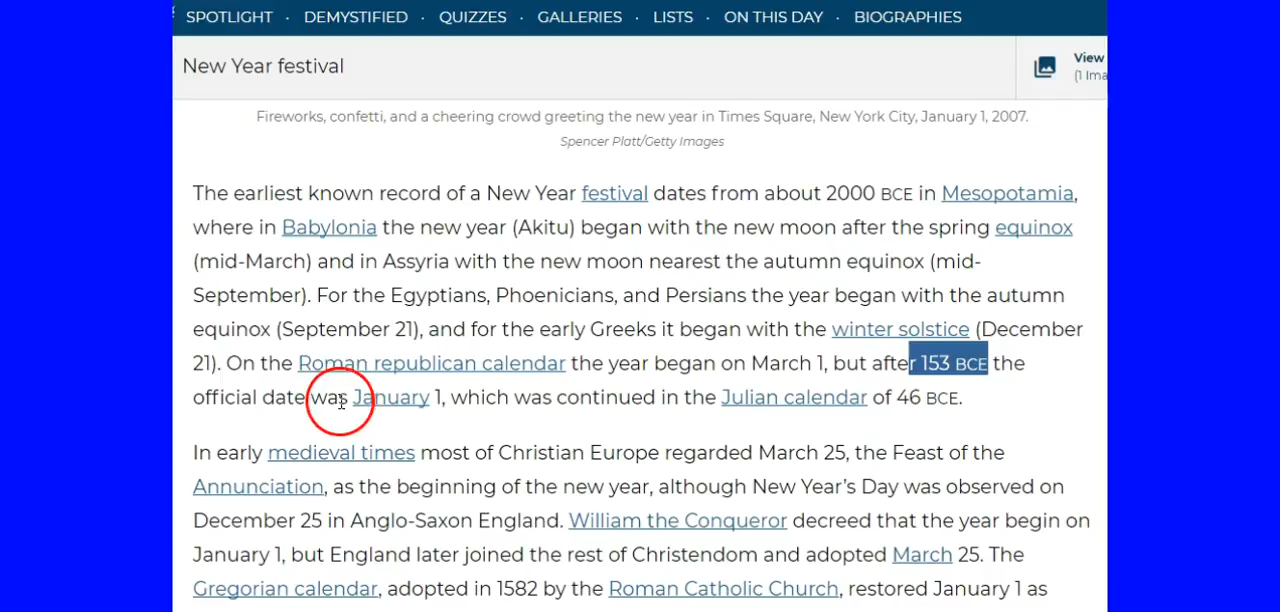 SPOTLIGHT · DEMYSTIFIED · QUIZZES · GALLERIES · LISTS · ON THIS DAY · BIOGRAPHIES
New Year festival
View
(1 Ima
Fireworks, confetti, and a cheering crowd greeting the new year in Times Square, New York City, January 1, 2007.
Spencer Platt/Getty Images
The earliest known record of a New Year festival dates from about 2000 BCE in Mesopotamia,
where in Babylonia the new year (Akitu) began with the new moon after the spring equinox
(mid-March) and in Assyria with the new moon nearest the autumn equinox (mid-
September). For the Egyptians, Phoenicians, and Persians the year began with the autumn
equinox (September 21), and for the early Greeks it began with the winter solstice (December
21). On the Roman republican calendar the year began on March 1, but after 153 BCE the
official date was January 1, which was continued in the Julian calendar of 46 BCE.
In early medieval times most of Christian Europe regarded March 25, the Feast of the
Annunciation, as the beginning of the new year, although New Year’s Day was observed on
December 25 in Anglo-Saxon England. William the Conqueror decreed that the year begin on
January 1, but England later joined the rest of Christendom and adopted March 25. The
Gregorian calendar, adopted in 1582 by the Roman Catholic Church, restored January 1 as